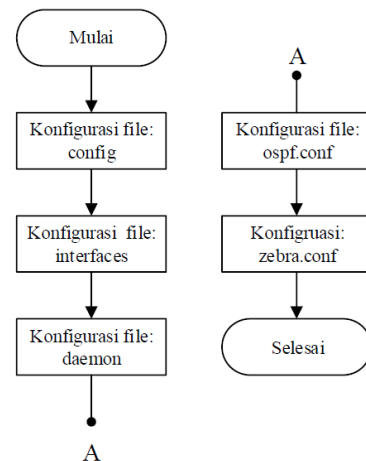 Mulai
Konfigurasi file:
config
Konfigurasi file:
interfaces
Konfigurasi file:
daemon
A
A
Konfigurasi file:
ospf.conf
Konfigruasi:
zebra.conf
Selesai